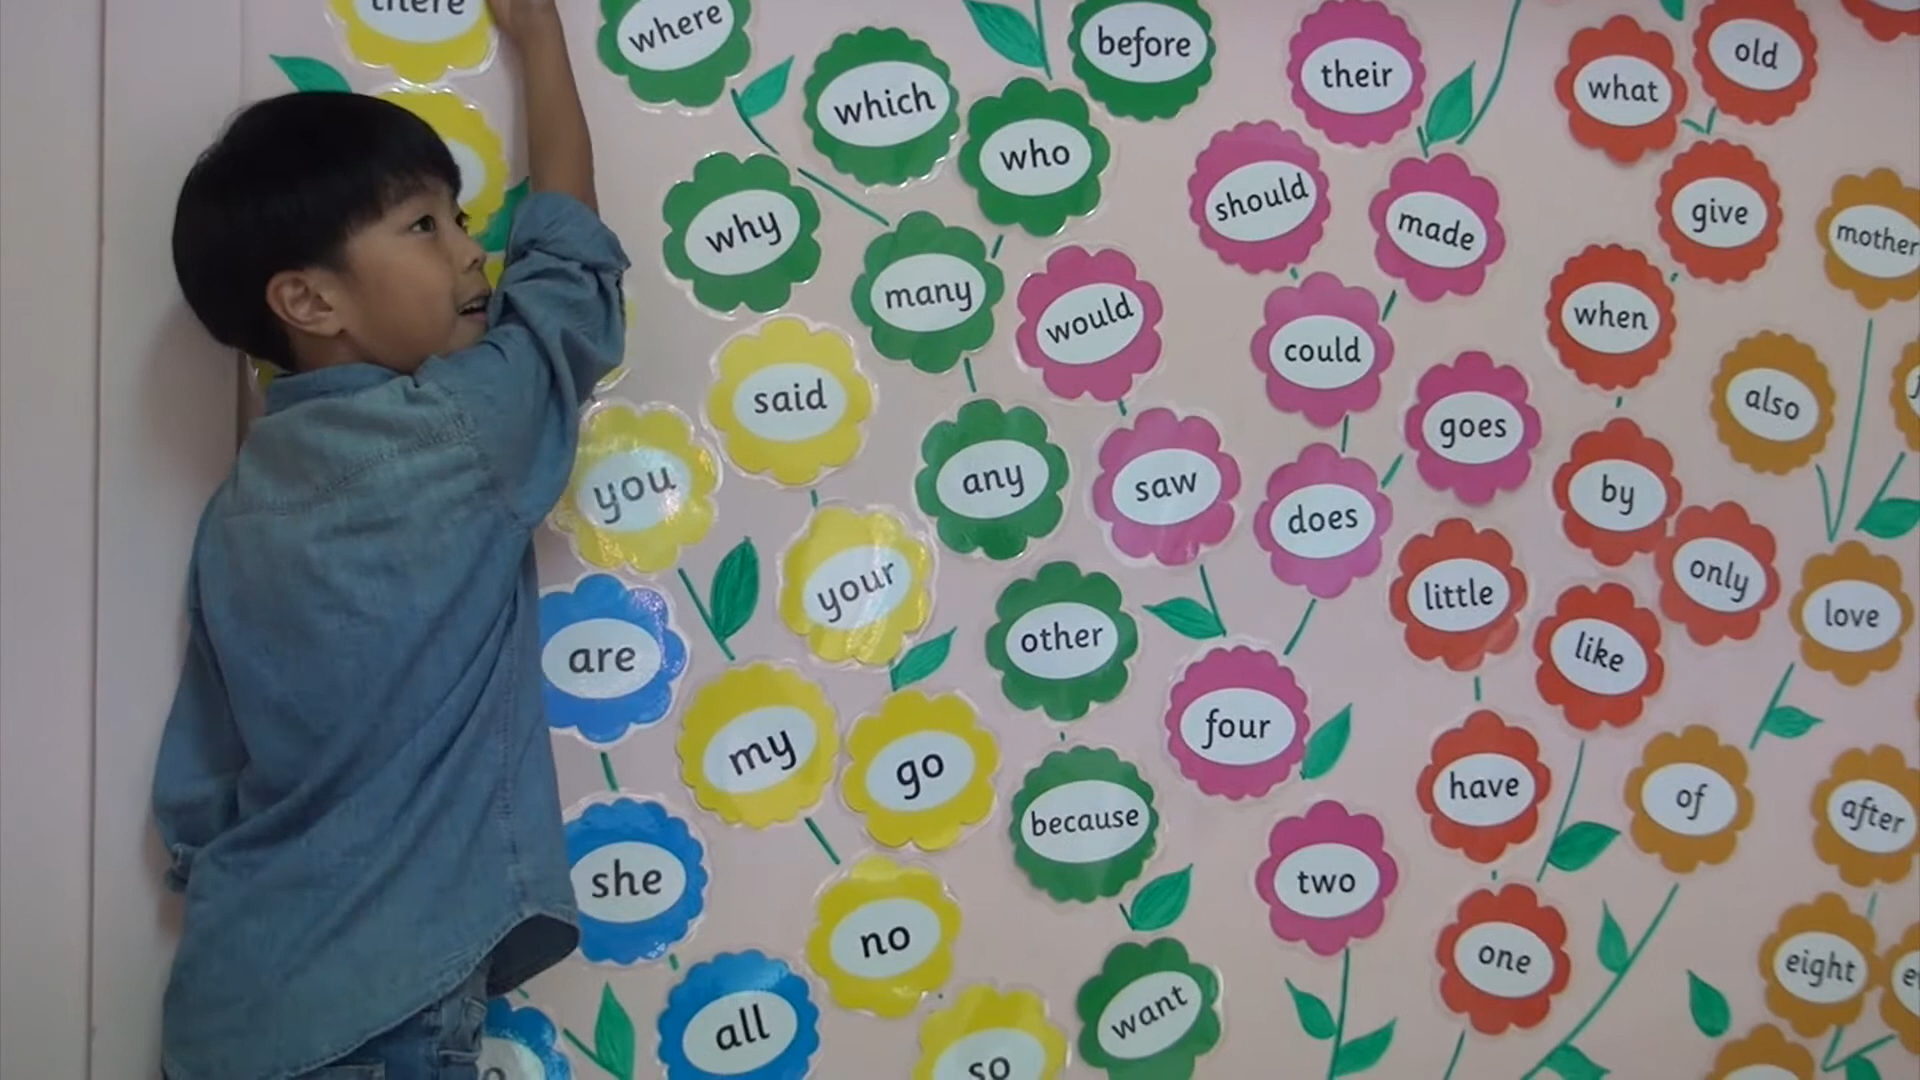 there
where
which
before
who
why
many
said
you
your
any
are
my
go
other
because
she
no
all
so
want
their
should
made
would
could
goes
saw
does
four
two
what
old
give
when
by
only
little
like
have
one
mother
also
love
of
after
eight